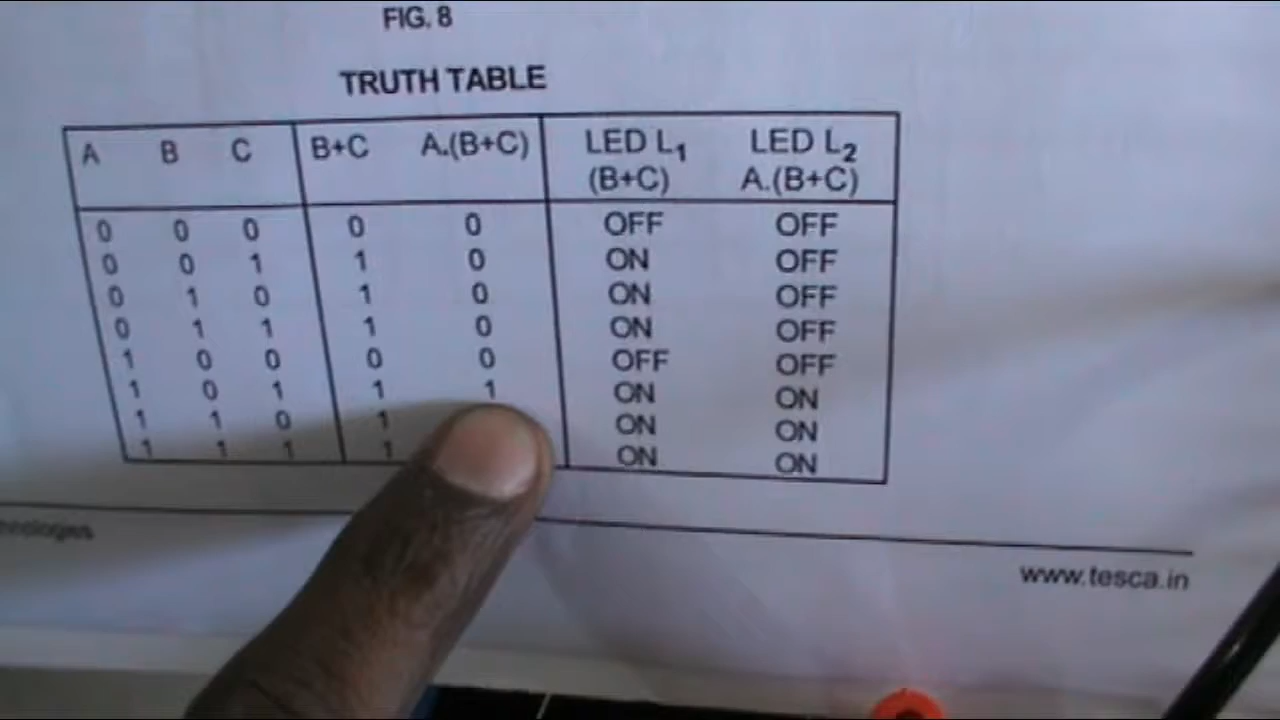 FIG. 8
TRUTH TABLE
A B C B+C A.(B+C) LED L₁ LED L₂
(B+C) A.(B+C)
0 0 0 0 0 OFF OFF
0 0 1 1 0 ON OFF
0 1 0 1 0 ON OFF
0 1 1 1 0 ON OFF
1 0 0 0 0 OFF OFF
1 0 1 1 1 ON ON
1 1 0 1 ON ON
1 1 1 1 ON ON
www.tesca.in